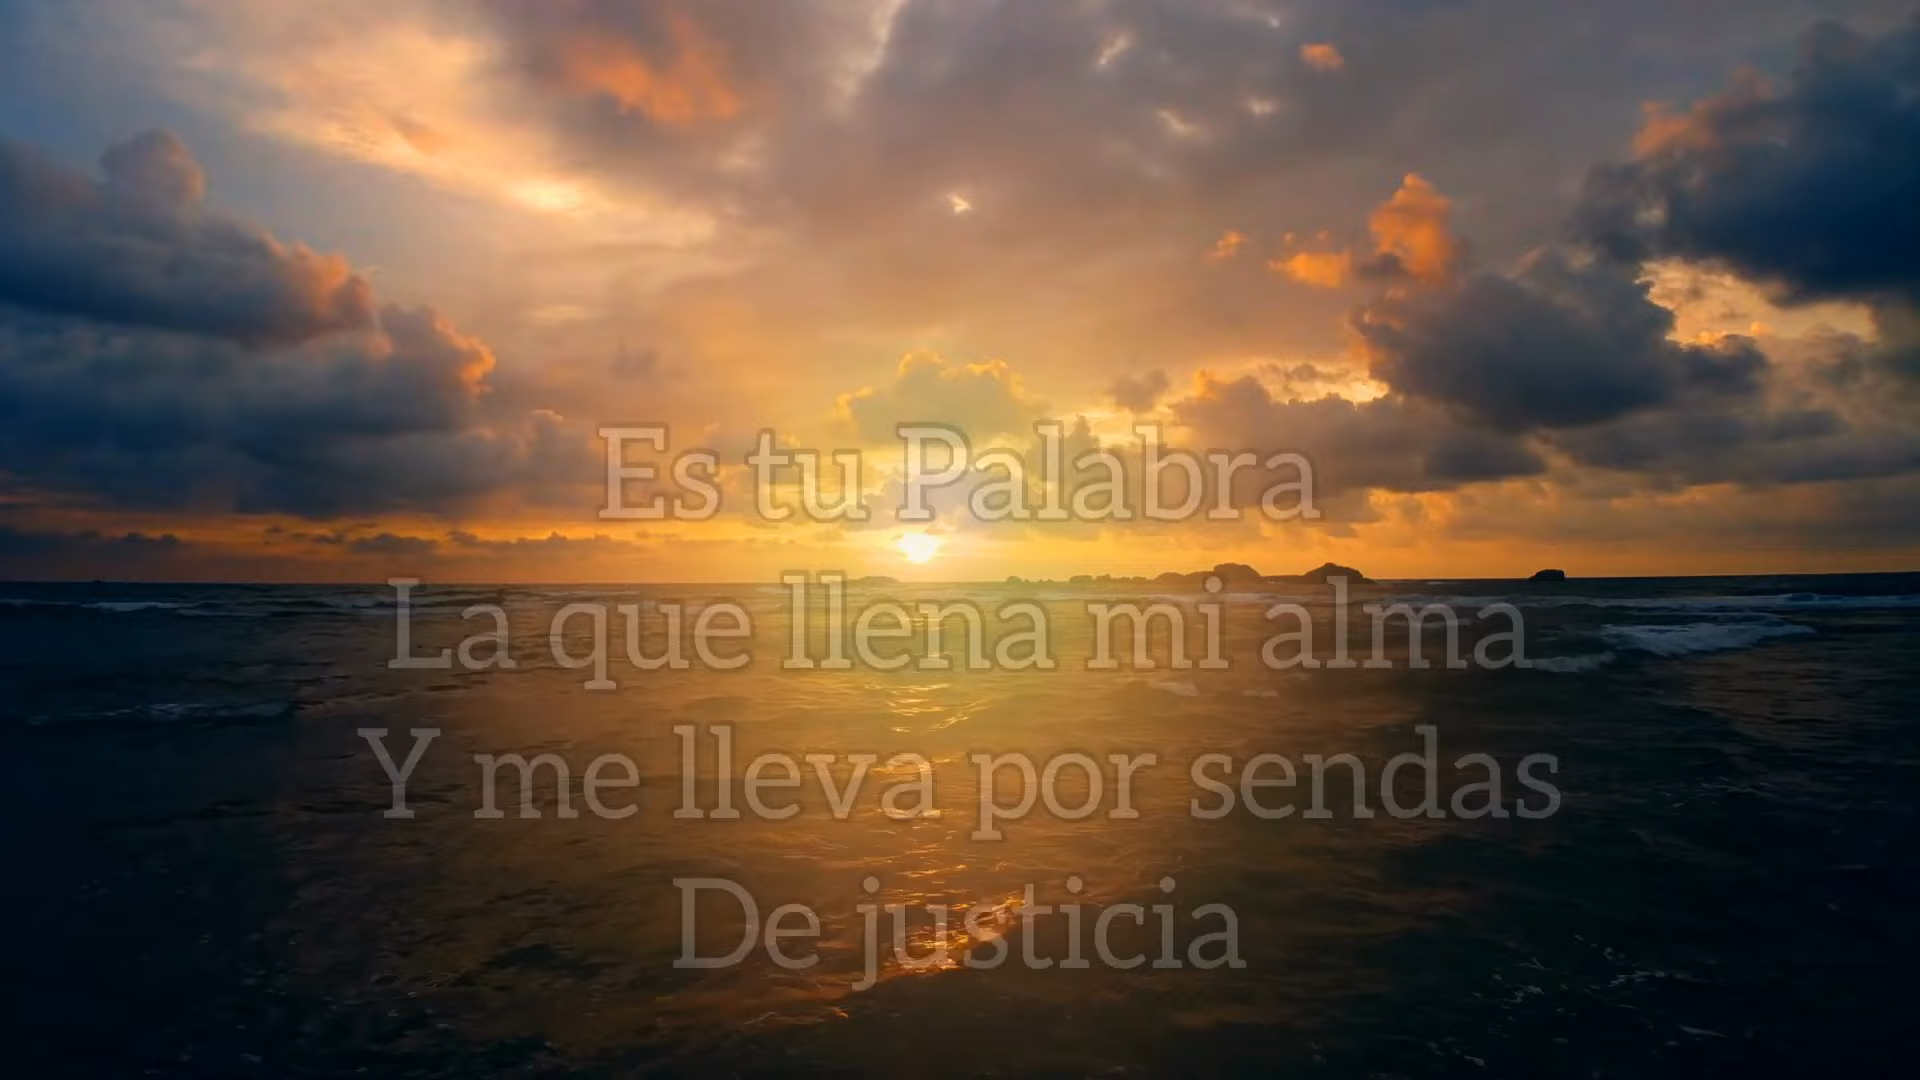 Es tu Palabra
La que llena mi alma
Y me lleva por sendas
De justicia